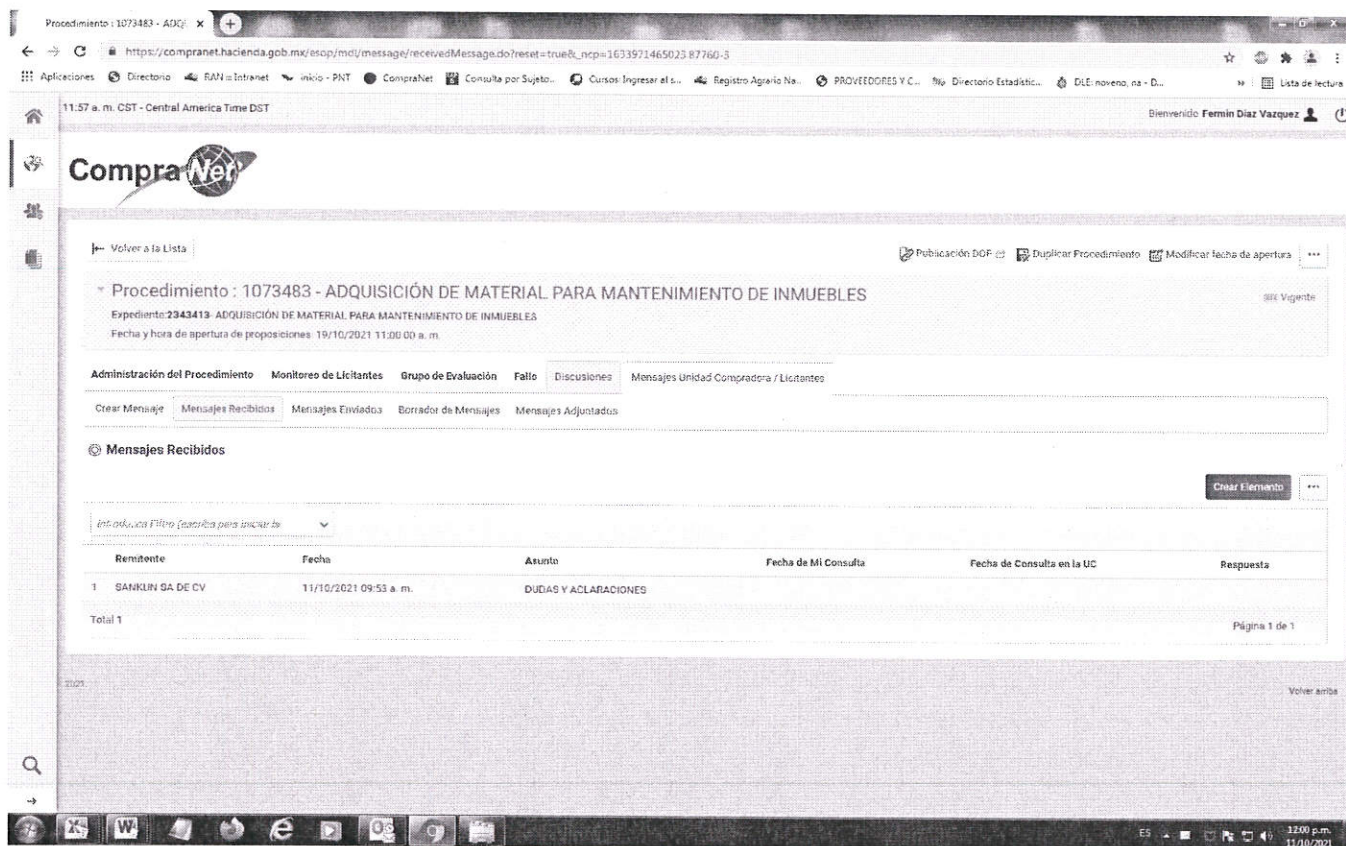 Procedimiento : 1073483 - ADQ
https://compranet.hacienda.gob.mx/esop/mdl/message/receivedMessage.do?reset=true&_ncp=1633971465023.87760-3
Aplicaciones Directorio RAN = Intranet inicio - PNT CompraNet Consulta por Sujeto... Cursos: Ingresar al s... Registro Agrario Na... PROVEEDORES Y C... Directorio Estadístic... DLE: noveno, na - D... » Lista de lectura
11:57 a. m. CST - Central America Time DST
Bienvenido Fermin Diaz Vazquez
CompraNet
Volver a la Lista
Publicación DOF Duplicar Procedimiento Modificar fecha de apertura ...
Procedimiento : 1073483 - ADQUISICIÓN DE MATERIAL PARA MANTENIMIENTO DE INMUEBLES
Vigente
Expediente:2343413- ADQUISICIÓN DE MATERIAL PARA MANTENIMIENTO DE INMUEBLES
Fecha y hora de apertura de proposiciones: 19/10/2021 11:00:00 a. m.
Administración del Procedimiento Monitoreo de Licitantes Grupo de Evaluación Fallo Discusiones Mensajes Unidad Compradora / Licitantes
Crear Mensaje Mensajes Recibidos Mensajes Enviados Borrador de Mensajes Mensajes Adjuntados
Mensajes Recibidos
Crear Elemento ...
Introduzca Filtro (escriba para iniciar la
Remitente Fecha Asunto Fecha de Mi Consulta Fecha de Consulta en la UC Respuesta
1 SANKLIN SA DE CV 11/10/2021 09:53 a. m. DUDAS Y ACLARACIONES
Total 1
Página 1 de 1
2021
Volver arriba
ES
12:00 p.m.
11/10/2021